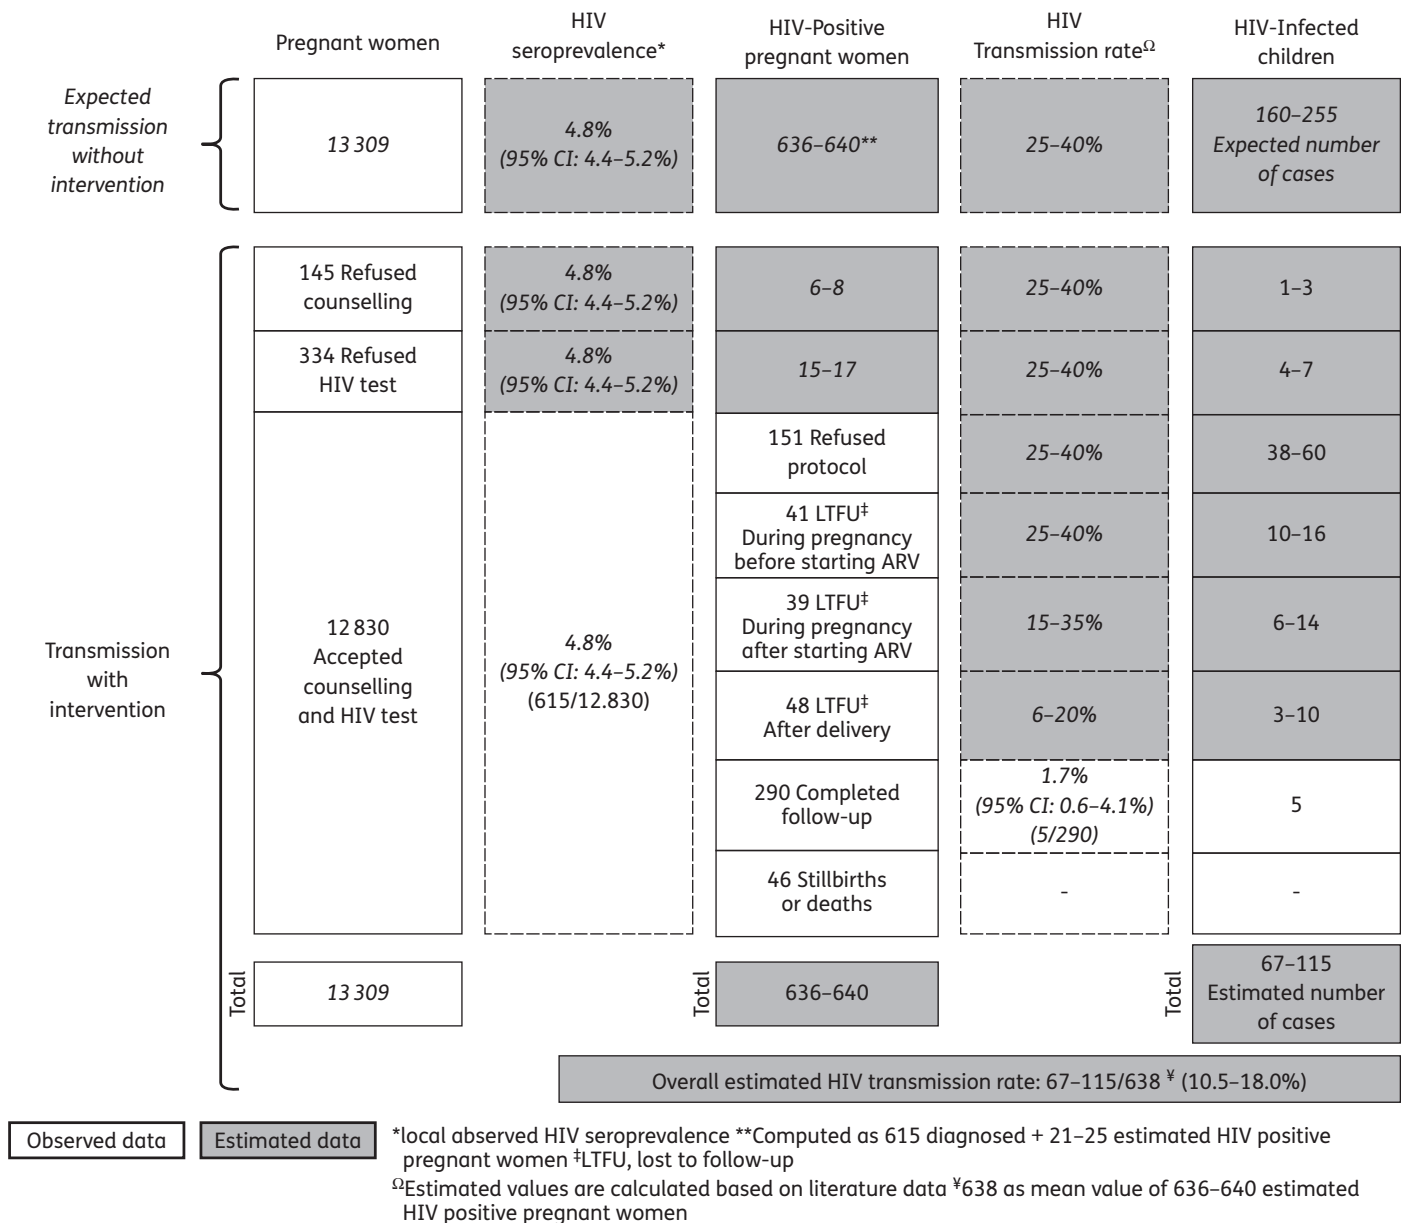 Pregnant women
HIV
seroprevalence*
HIV-Positive
pregnant women
HIV
Transmission rateΩ
HIV-Infected
children
Expected
transmission
without
intervention
13 309
4.8%
(95% CI: 4.4–5.2%)
636–640**
25–40%
160–255
Expected number
of cases
Transmission
with
intervention
145 Refused
counselling
4.8%
(95% CI: 4.4–5.2%)
6–8
25–40%
1–3
334 Refused
HIV test
4.8%
(95% CI: 4.4–5.2%)
15–17
25–40%
4–7
12 830
Accepted
counselling
and HIV test
4.8%
(95% CI: 4.4–5.2%)
(615/12.830)
151 Refused
protocol
25–40%
38–60
41 LTFU‡
During pregnancy
before starting ARV
25–40%
10–16
39 LTFU‡
During pregnancy
after starting ARV
15–35%
6–14
48 LTFU‡
After delivery
6–20%
3–10
290 Completed
follow-up
1.7%
(95% CI: 0.6–4.1%)
(5/290)
5
46 Stillbirths
or deaths
-
-
Total
13 309
Total
636–640
Total
67–115
Estimated number
of cases
Overall estimated HIV transmission rate: 67–115/638 ¥ (10.5–18.0%)
Observed data
Estimated data
*local absorved HIV seroprevalence **Computed as 615 diagnosed + 21–25 estimated HIV positive
pregnant women ‡LTFU, lost to follow-up
ΩEstimated values are calculated based on literature data ¥638 as mean value of 636–640 estimated
HIV positive pregnant women